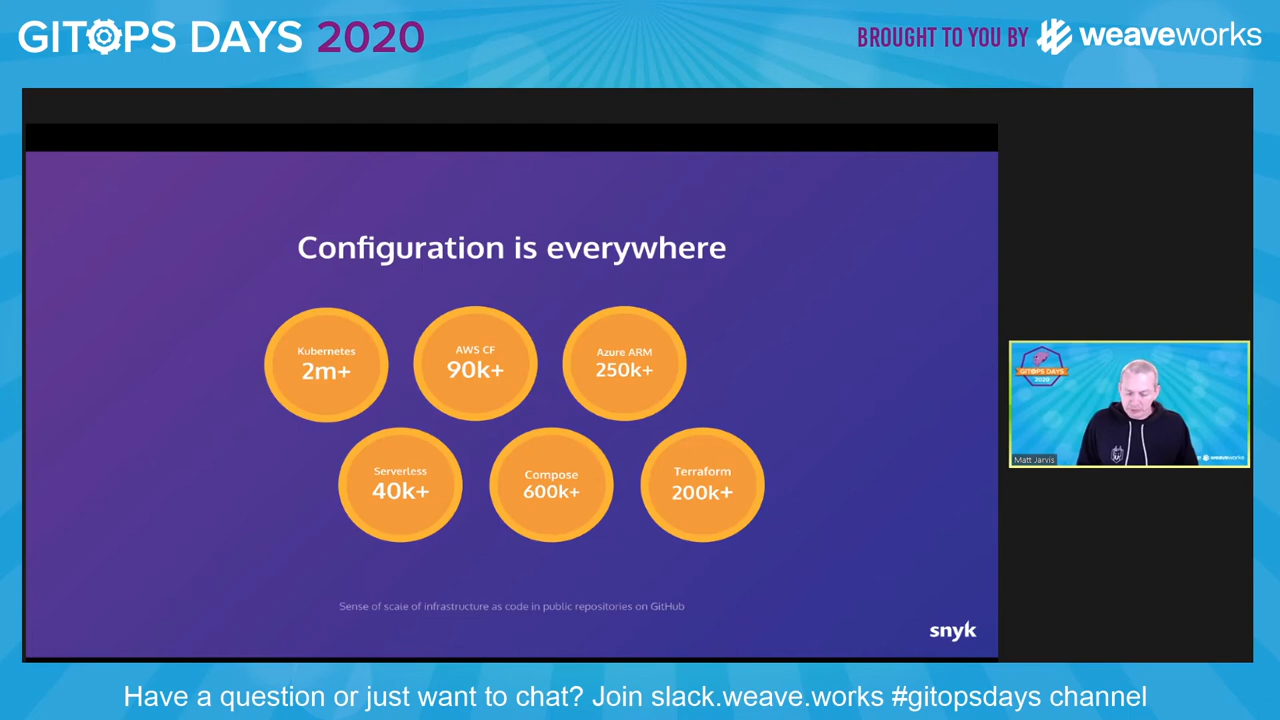 GITOPS DAYS 2020
BROUGHT TO YOU BY weaveworks
Configuration is everywhere
Kubernetes
2m+
AWS CF
90k+
Azure ARM
250k+
Serverless
40k+
Compose
600k+
Terraform
200k+
Sense of scale of infrastructure as code in public repositories on GitHub
snyk
GITOPS DAYS
2020
Matt Jarvis
weaveworks
Have a question or just want to chat? Join slack.weave.works #gitopsdays channel